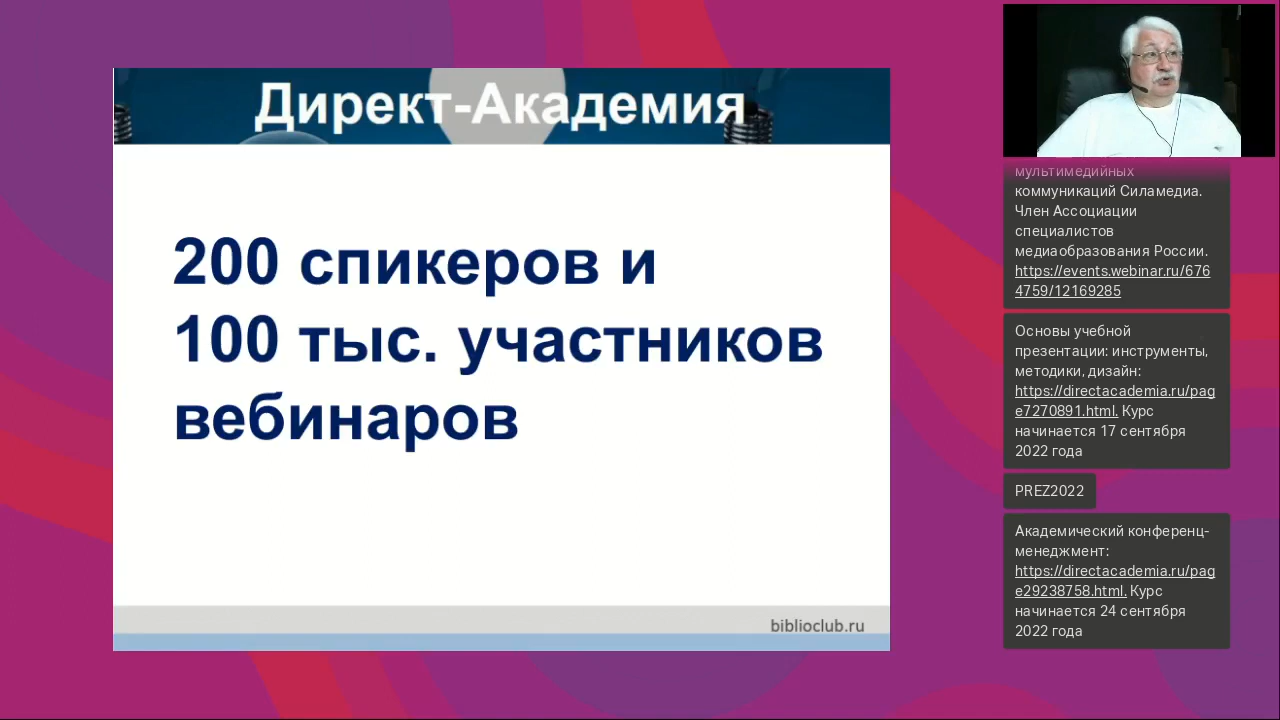 Директ-Академия
200 спикеров и
100 тыс. участников
вебинаров
biblioclub.ru
мультимедийных
коммуникаций Силамедиа.
Член Ассоциации
специалистов
медиаобразования России.
https://events.webinar.ru/676
4759/12169285
Основы учебной
презентации: инструменты,
методики, дизайн:
https://directacademia.ru/pag
e7270891.html. Курс
начинается 17 сентября
2022 года
PREZ2022
Академический конференц-
менеджмент:
https://directacademia.ru/pag
e29238758.html. Курс
начинается 24 сентября
2022 года